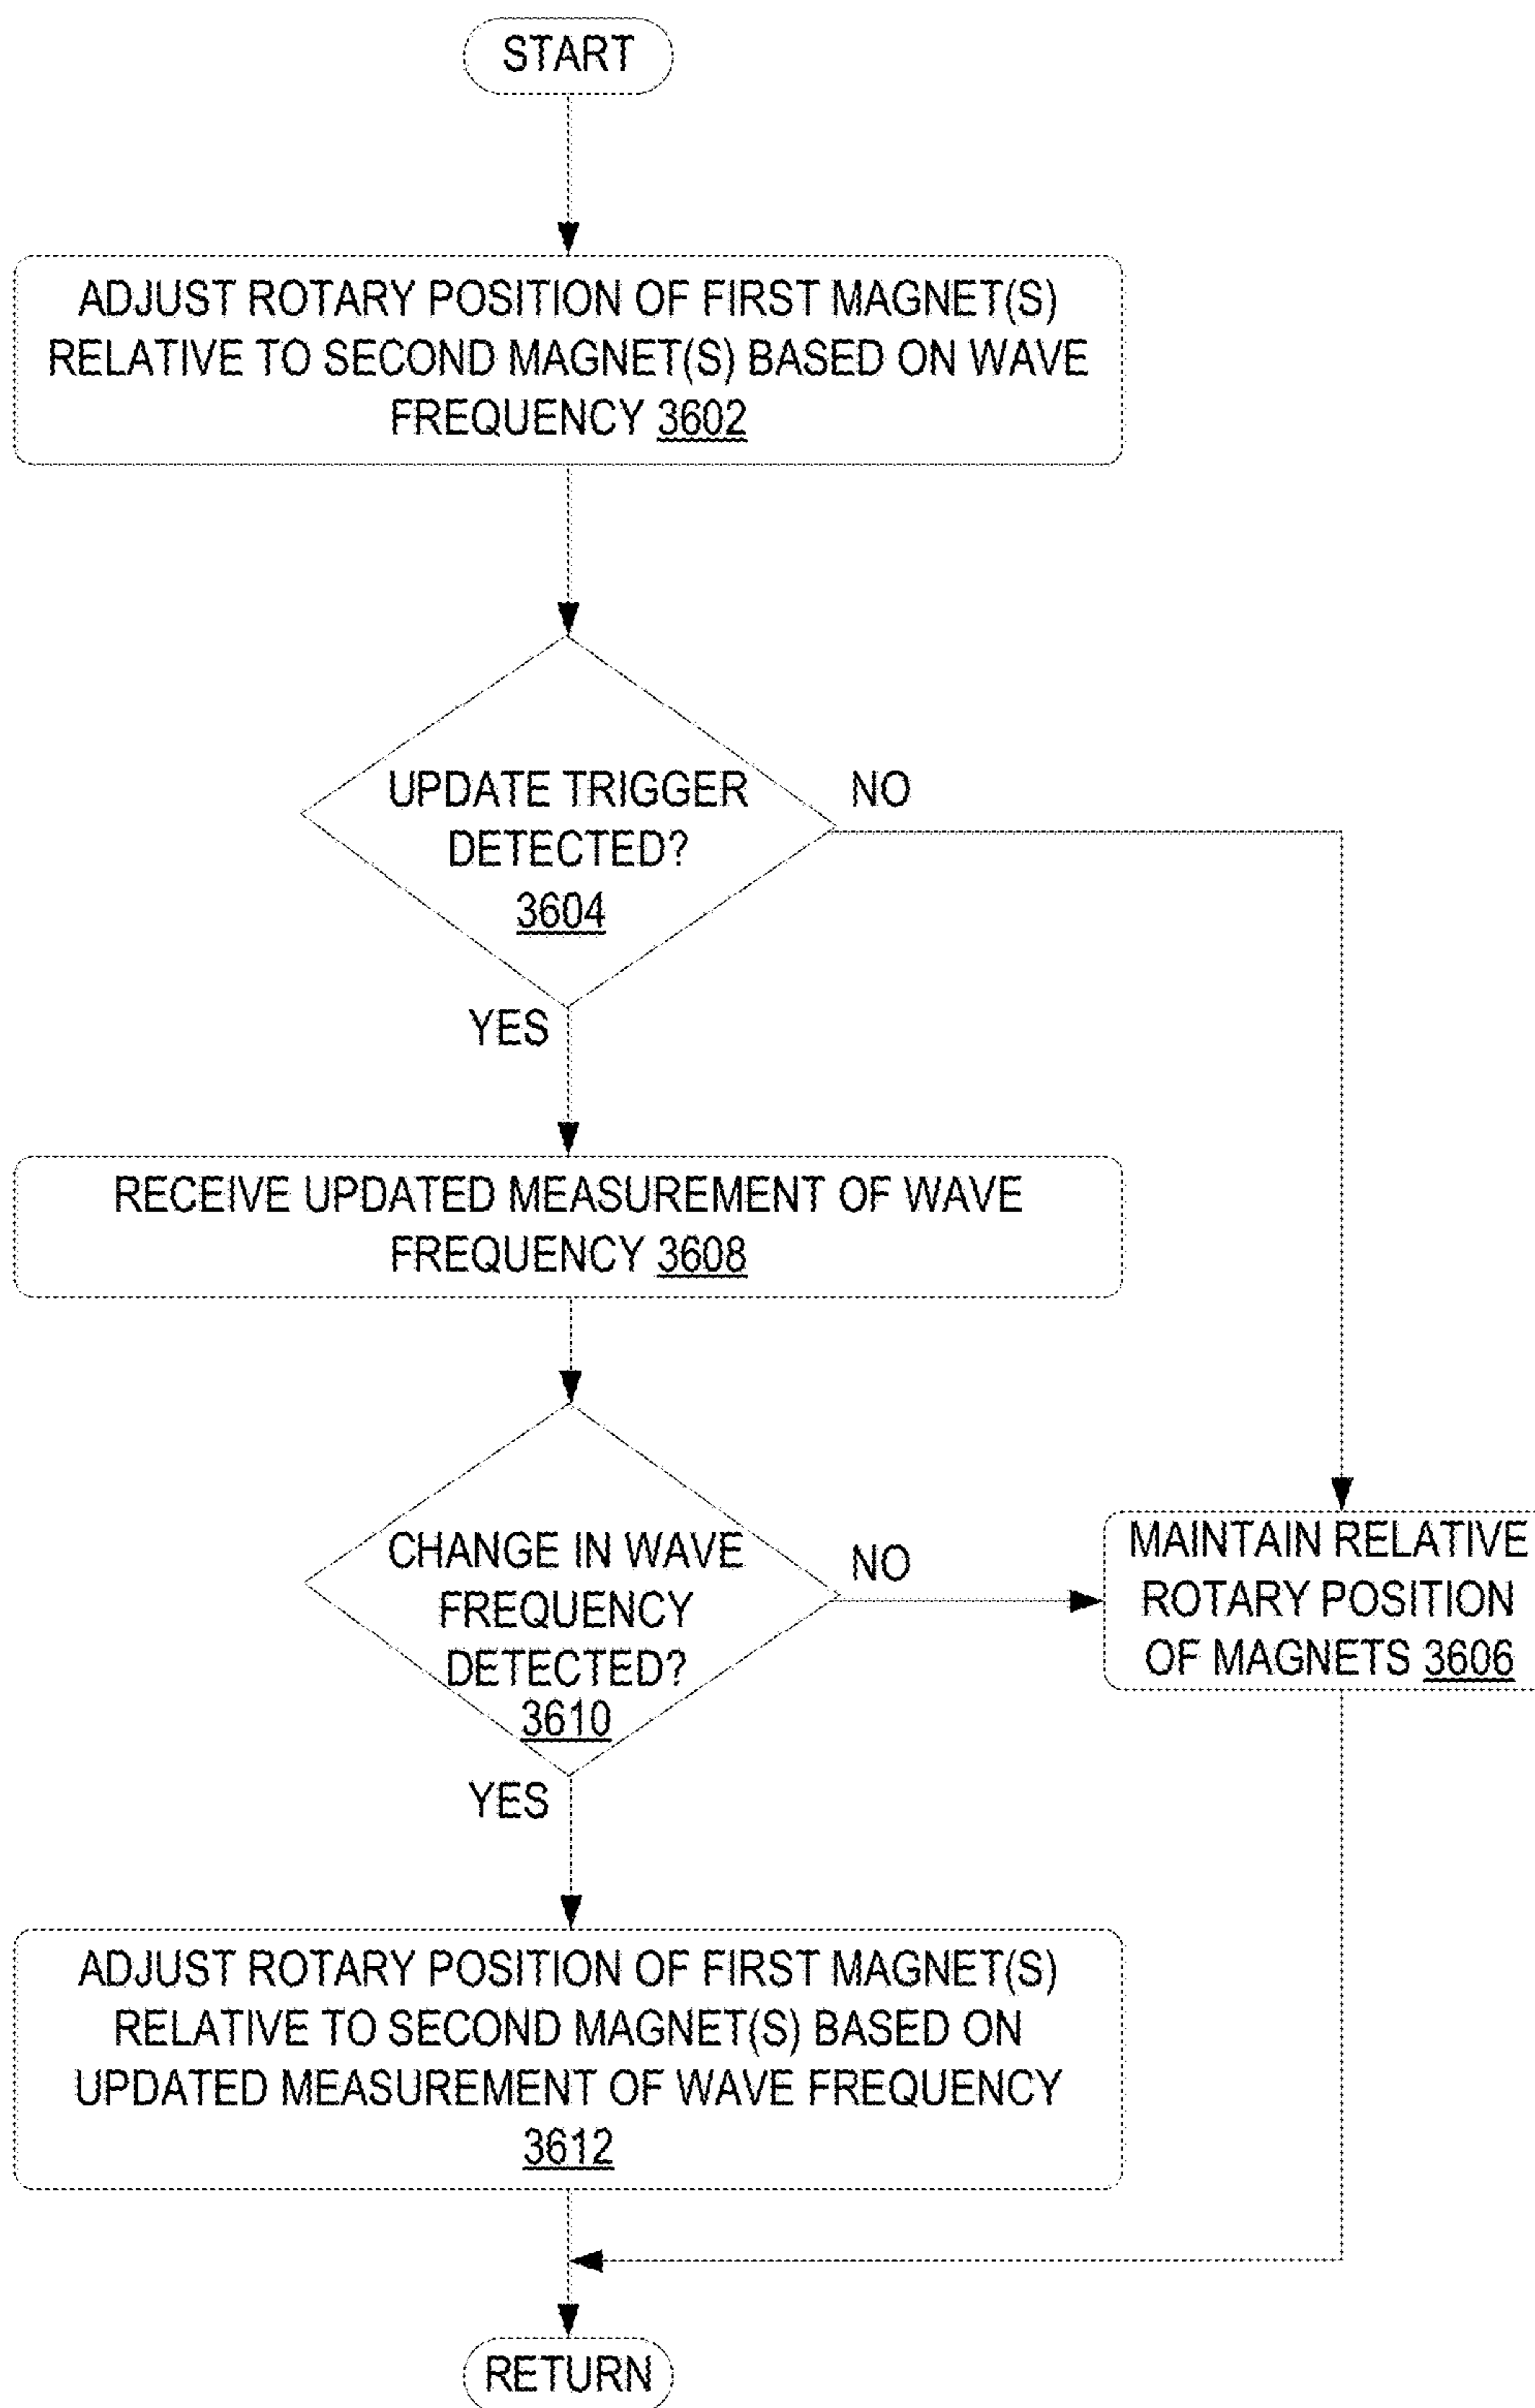 START
ADJUST ROTARY POSITION OF FIRST MAGNET(S)
RELATIVE TO SECOND MAGNET(S) BASED ON WAVE
FREQUENCY 3602
UPDATE TRIGGER
DETECTED?
3604
NO
YES
RECEIVE UPDATED MEASUREMENT OF WAVE
FREQUENCY 3608
CHANGE IN WAVE
FREQUENCY
DETECTED?
3610
NO
MAINTAIN RELATIVE
ROTARY POSITION
OF MAGNETS 3606
YES
ADJUST ROTARY POSITION OF FIRST MAGNET(S)
RELATIVE TO SECOND MAGNET(S) BASED ON
UPDATED MEASUREMENT OF WAVE FREQUENCY
3612
RETURN